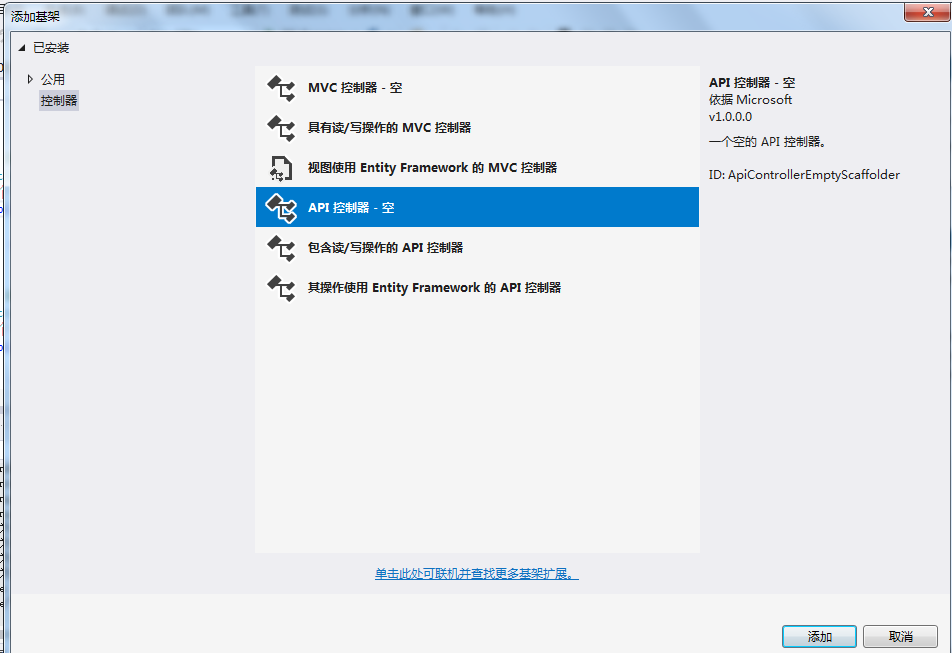 添加基架
已安装
公用
控制器
MVC 控制器 - 空
具有读/写操作的 MVC 控制器
视图使用 Entity Framework 的 MVC 控制器
API 控制器 - 空
包含读/写操作的 API 控制器
其操作使用 Entity Framework 的 API 控制器
API 控制器 - 空
依据 Microsoft
v1.0.0.0
一个空的 API 控制器。
ID: ApiControllerEmptyScaffolder
单击此处可联机并查找更多基架扩展。
添加
取消